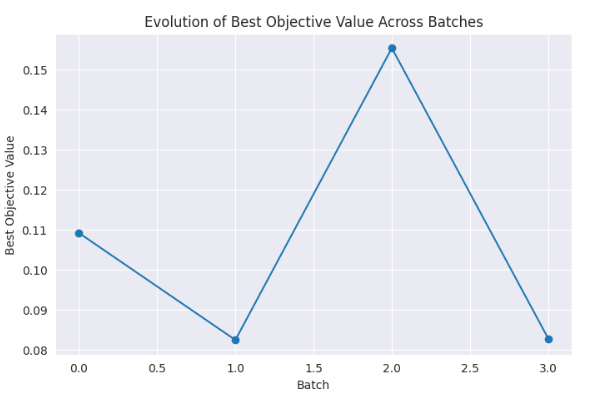 Evolution of Best Objective Value Across Batches
Best Objective Value
0.15
0.14
0.13
0.12
0.11
0.10
0.09
0.08
0.0 0.5 1.0 1.5 2.0 2.5 3.0
Batch